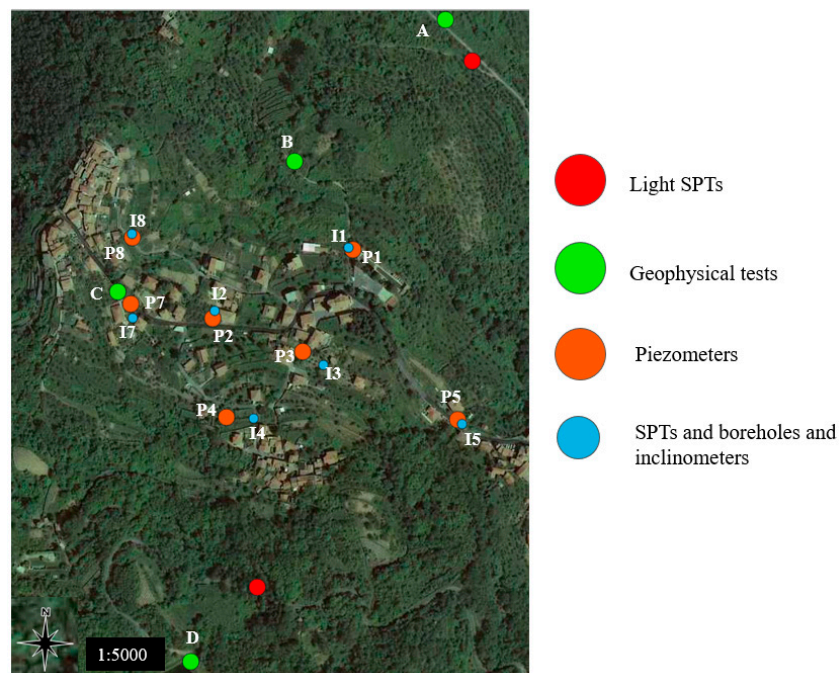 A
B
I8
P8
I1
P1
C
P7
I7
I2
P2
P3
I3
P4
I4
P5
I5
D
N
1:5000
Light SPTs
Geophysical tests
Piezometers
SPTs and boreholes and
inclinometers